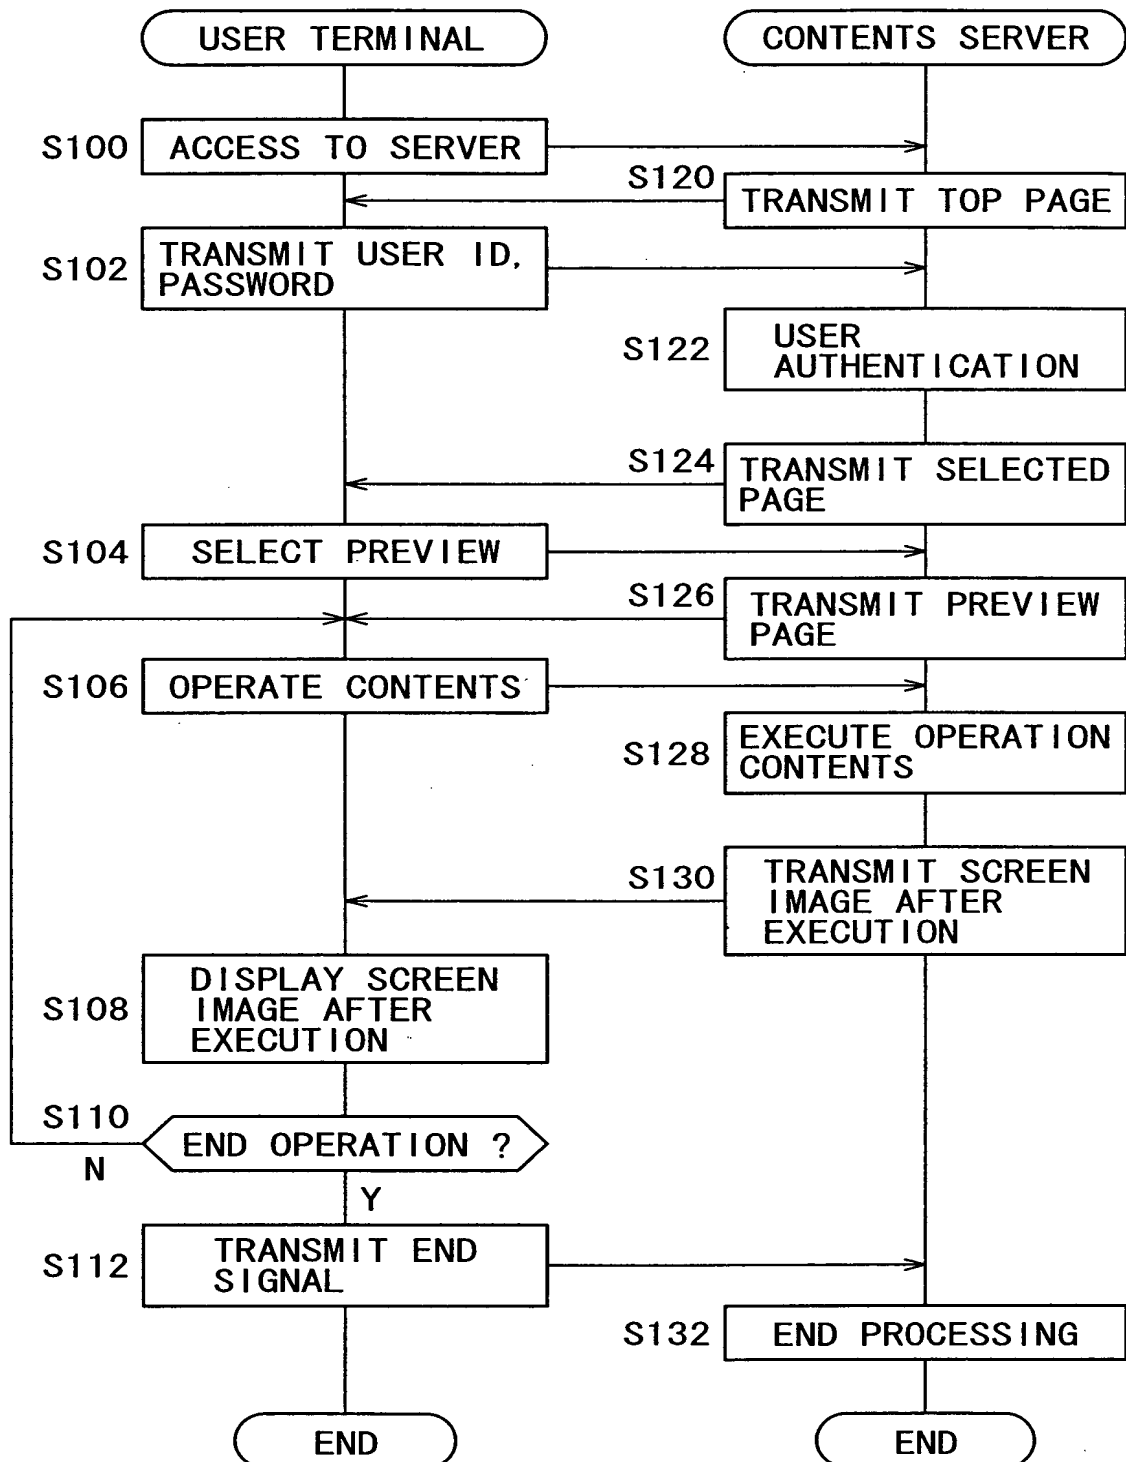 USER TERMINAL
CONTENTS SERVER
S100
ACCESS TO SERVER
S120
TRANSMIT TOP PAGE
S102
TRANSMIT USER ID,
PASSWORD
S122
USER
AUTHENTICATION
S124
TRANSMIT SELECTED
PAGE
S104
SELECT PREVIEW
S126
TRANSMIT PREVIEW
PAGE
S106
OPERATE CONTENTS
S128
EXECUTE OPERATION
CONTENTS
S130
TRANSMIT SCREEN
IMAGE AFTER
EXECUTION
S108
DISPLAY SCREEN
IMAGE AFTER
EXECUTION
S110
END OPERATION ?
N
Y
S112
TRANSMIT END
SIGNAL
S132
END PROCESSING
END
END